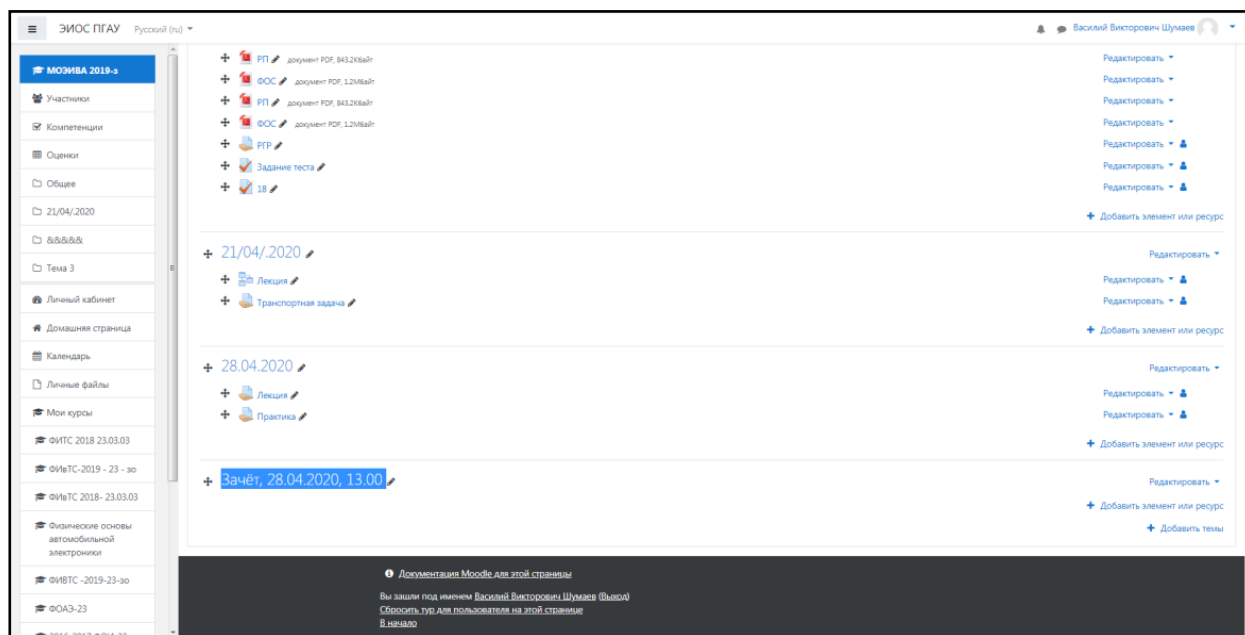 ЭИОС ПГАУ Русский (ru)
Василий Викторович Шумаев
МОЭИВА 2019-з
Участники
Компетенции
Оценки
Общее
21/04/.2020
&&&&&
Тема 3
Личный кабинет
Домашняя страница
Календарь
Личные файлы
Мои курсы
ФИТС 2018 23.03.03
ФИвТС-2019 - 23 - зо
ФИвТС 2018- 23.03.03
Физические основы
автомобильной
электроники
ФИВТС -2019-23-зо
ФОАЭ-23
РП документ PDF, 843.2Кбайт Редактировать
ФОС документ PDF, 1.2Мбайт Редактировать
РП документ PDF, 843.2Кбайт Редактировать
ФОС документ PDF, 1.2Мбайт Редактировать
РГР Редактировать
Задание теста Редактировать
18 Редактировать
Добавить элемент или ресурс
21/04/.2020 Редактировать
Лекция Редактировать
Транспортная задача Редактировать
Добавить элемент или ресурс
28.04.2020 Редактировать
Лекция Редактировать
Практика Редактировать
Добавить элемент или ресурс
Зачёт, 28.04.2020, 13.00 Редактировать
Добавить элемент или ресурс
Добавить темы
Документация Moodle для этой страницы
Вы зашли под именем Василий Викторович Шумаев (Выход)
Сбросить тур для пользователя на этой странице
В начало